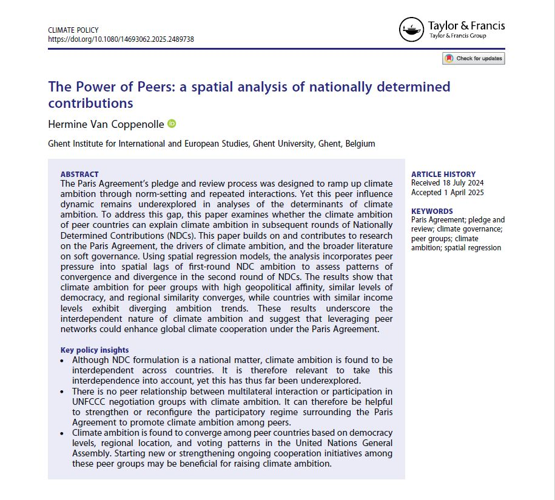 CLIMATE POLICY
https://doi.org/10.1080/14693062.2025.2489738
Taylor & Francis
Taylor & Francis Group
Check for updates
The Power of Peers: a spatial analysis of nationally determined
contributions
Hermine Van Coppenolle
Ghent Institute for International and European Studies, Ghent University, Ghent, Belgium
ABSTRACT
The Paris Agreement's pledge and review process was designed to ramp up climate
ambition through norm-setting and repeated interactions. Yet this peer influence
dynamic remains underexplored in analyses of the determinants of climate
ambition. To address this gap, this paper examines whether the climate ambition
of peer countries can explain climate ambition in subsequent rounds of Nationally
Determined Contributions (NDCs). This paper builds on and contributes to research
on the Paris Agreement, the drivers of climate ambition, and the broader literature
on soft governance. Using spatial regression models, the analysis incorporates peer
pressure into spatial lags of first-round NDC ambition to assess patterns of
convergence and divergence in the second round of NDCs. The results show that
climate ambition for peer groups with high geopolitical affinity, similar levels of
democracy, and regional similarity converges, while countries with similar income
levels exhibit diverging ambition trends. These results underscore the
interdependent nature of climate ambition and suggest that leveraging peer
networks could enhance global climate cooperation under the Paris Agreement.
Key policy insights
• Although NDC formulation is a national matter, climate ambition is found to be
interdependent across countries. It is therefore relevant to take this
interdependence into account, yet this has thus far been underexplored.
• There is no peer relationship between multilateral interaction or participation in
UNFCCC negotiation groups with climate ambition. It can therefore be helpful
to strengthen or reconfigure the participatory regime surrounding the Paris
Agreement to promote climate ambition among peers.
• Climate ambition is found to converge among peer countries based on democracy
levels, regional location, and voting patterns in the United Nations General
Assembly. Starting new or strengthening ongoing cooperation initiatives among
these peer groups may be beneficial for raising climate ambition.
ARTICLE HISTORY
Received 18 July 2024
Accepted 1 April 2025
KEYWORDS
Paris Agreement; pledge and
review; climate governance;
peer groups; climate
ambition; spatial regression